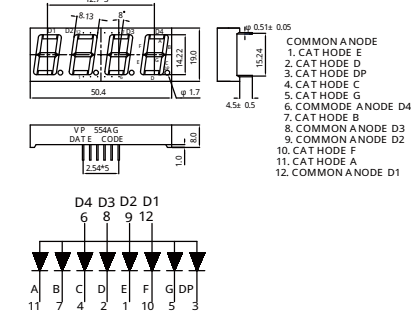 12.7*3
8.13
8°
D1 D2 D3 D4
14.22
19.0
50.4
φ 1.7
φ 0.51± 0.05
15.24
4.5± 0.5
COMMON ANODE
1. CATHODE E
2. CATHODE D
3. CATHODE DP
4. CATHODE C
5. CATHODE G
6. COMMODE ANODE D4
7. CATHODE B
8. COMMON ANODE D3
9. COMMON ANODE D2
10. CATHODE F
11. CATHODE A
12. COMMON ANODE D1
VP 554AG
DATE CODE
8.0
1.0
2.54*5
D4 D3 D2 D1
6 8 9 12
A B C D E F G DP
11 7 4 2 1 10 5 3